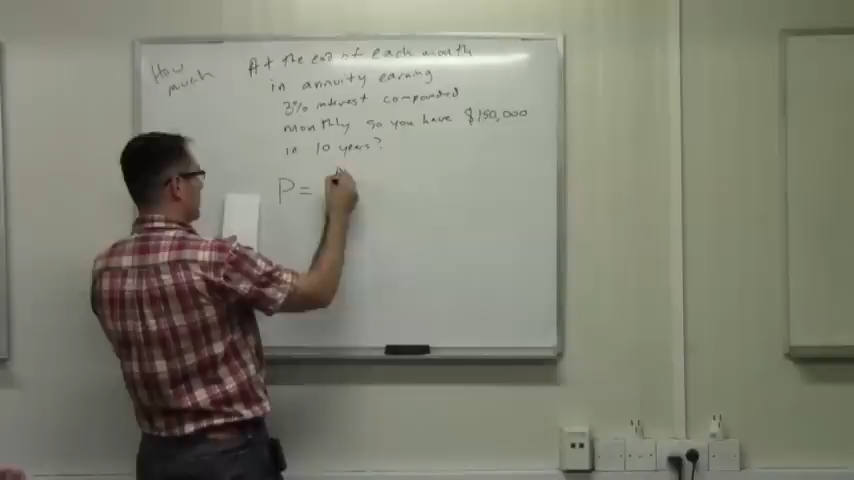 How much
At the end of each month
in annuity earning
3% interest compounded
monthly so you have $150,000
in 10 years?
P =